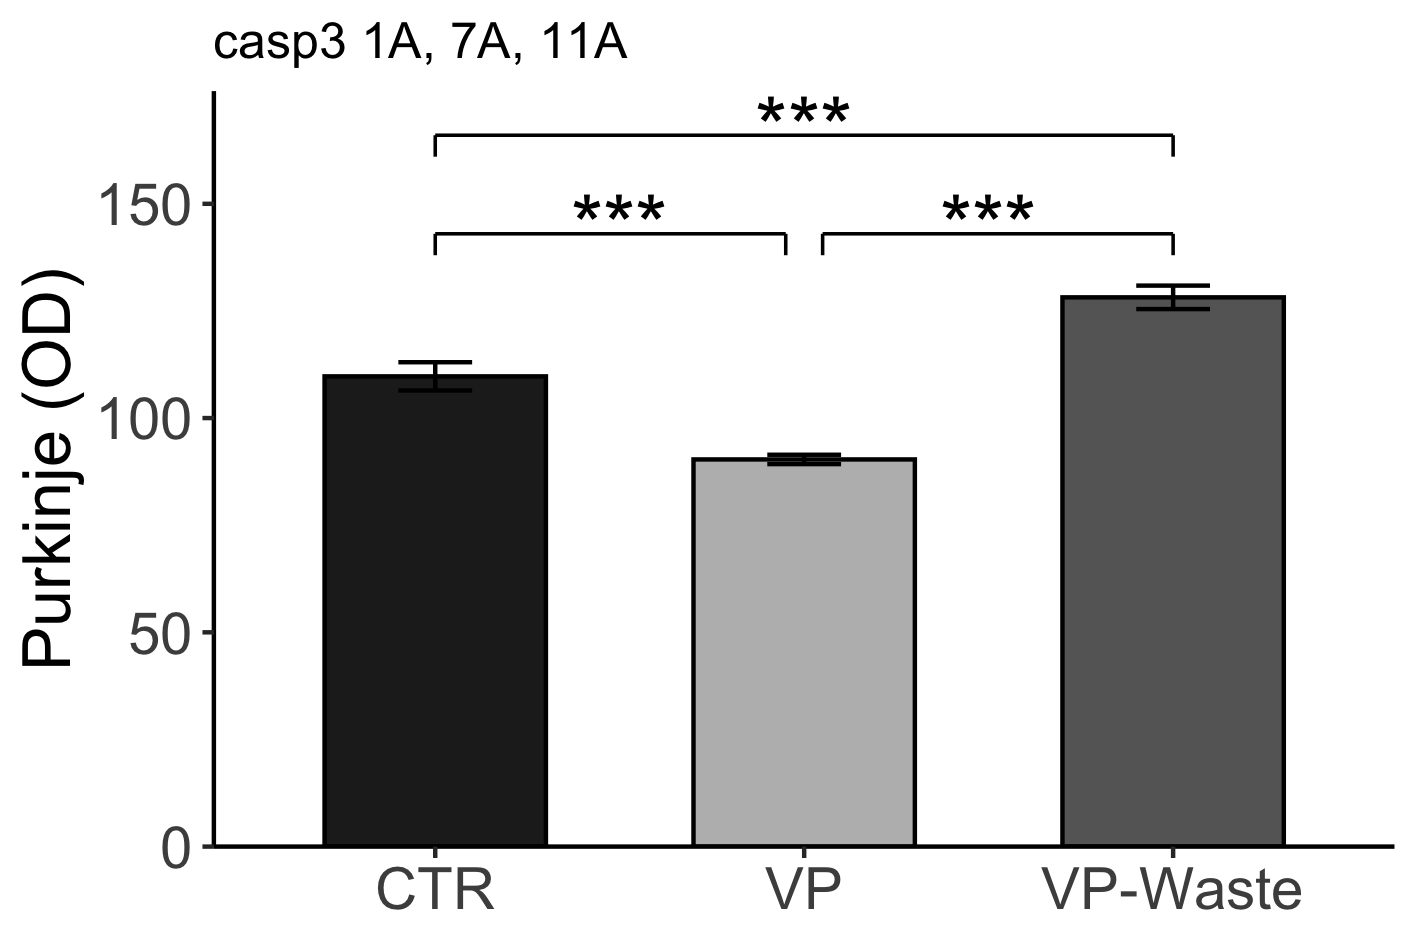 casp3 1A, 7A, 11A
***
*** ***
Purkinje (OD)
150
100
50
0
CTR VP VP-Waste